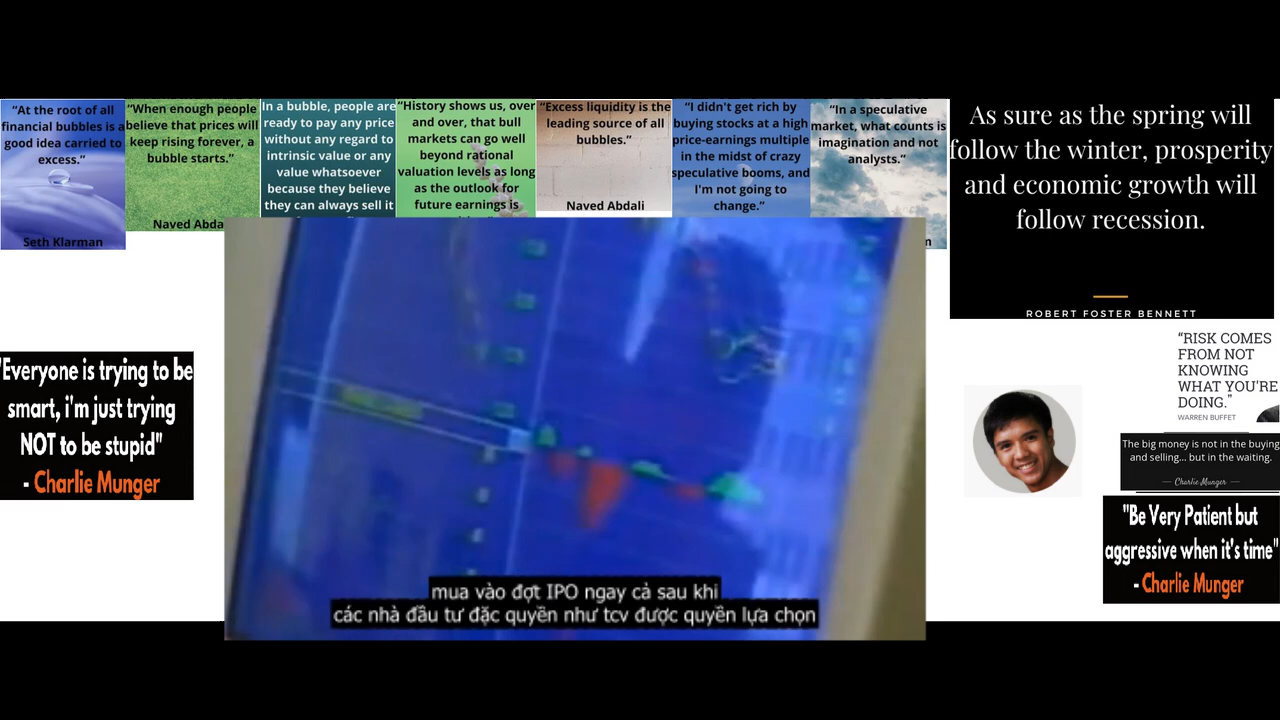 “At the root of all
financial bubbles is a
good idea carried to
excess.”
Seth Klarman
“When enough people
believe that prices will
keep rising forever, a
bubble starts.”
Naved Abda
In a bubble, people are
ready to pay any price
without any regard to
intrinsic value or any
value whatsoever
because they believe
they can always sell it
“History shows us, over
and over, that bull
markets can go well
beyond rational
valuation levels as long
as the outlook for
future earnings is
“Excess liquidity is the
leading source of all
bubbles.”
Naved Abdali
“I didn't get rich by
buying stocks at a high
price-earnings multiple
in the midst of crazy
speculative booms, and
I'm not going to
change.”
“In a speculative
market, what counts is
imagination and not
analysts.”
m
As sure as the spring will
follow the winter, prosperity
and economic growth will
follow recession.
ROBERT FOSTER BENNETT
"Everyone is trying to be
smart, i'm just trying
NOT to be stupid"
- Charlie Munger
“RISK COMES
FROM NOT
KNOWING
WHAT YOU'RE
DOING.”
WARREN BUFFET
The big money is not in the buying
and selling... but in the waiting.
— Charlie Munger —
"Be Very Patient but
aggressive when it's time"
- Charlie Munger
mua vào đợt IPO ngay cả sau khi
các nhà đầu tư đặc quyền như tcv được quyền lựa chọn